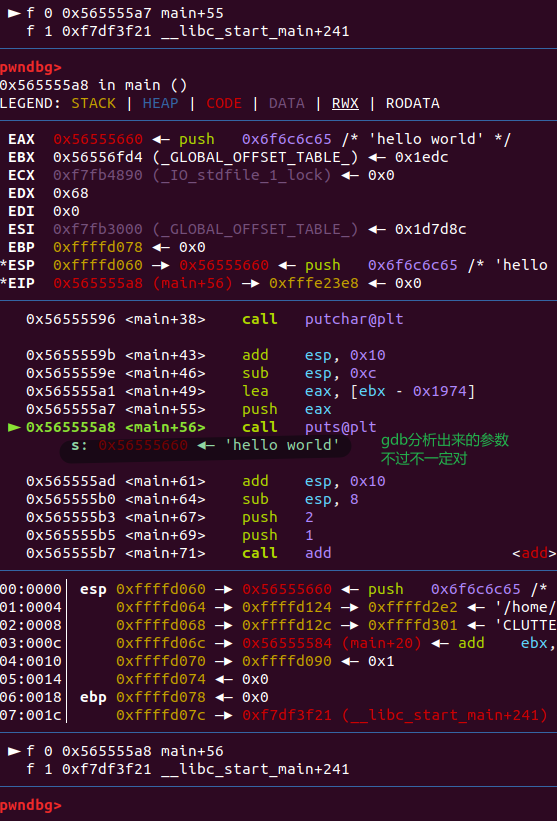 ► f 0 0x565555a7 main+55
f 1 0xf7df3f21 __libc_start_main+241
pwndbg>
0x565555a8 in main ()
LEGEND: STACK | HEAP | CODE | DATA | RWX | RODATA
EAX 0x56555660 ◂— push 0x6f6c6c65 /* 'hello world' */
EBX 0x56556fd4 (_GLOBAL_OFFSET_TABLE_) ◂— 0x1edc
ECX 0xf7fb4890 (_IO_stdfile_1_lock) ◂— 0x0
EDX 0x68
EDI 0x0
ESI 0xf7fb3000 (_GLOBAL_OFFSET_TABLE_) ◂— 0x1d7d8c
EBP 0xffffd078 ◂— 0x0
*ESP 0xffffd060 —▸ 0x56555660 ◂— push 0x6f6c6c65 /* 'hello
*EIP 0x565555a8 (main+56) —▸ 0xfffe23e8 ◂— 0x0
0x56555596 <main+38> call putchar@plt
0x5655559b <main+43> add esp, 0x10
0x5655559e <main+46> sub esp, 0xc
0x565555a1 <main+49> lea eax, [ebx - 0x1974]
0x565555a7 <main+55> push eax
► 0x565555a8 <main+56> call puts@plt
s: 0x56555660 ◂— 'hello world'
gdb分析出来的参数
不过不一定对
0x565555ad <main+61> add esp, 0x10
0x565555b0 <main+64> sub esp, 8
0x565555b3 <main+67> push 2
0x565555b5 <main+69> push 1
0x565555b7 <main+71> call add <add>
00:0000│ esp 0xffffd060 —▸ 0x56555660 ◂— push 0x6f6c6c65 /*
01:0004│ 0xffffd064 —▸ 0xffffd124 —▸ 0xffffd2e2 ◂— '/home/
02:0008│ 0xffffd068 —▸ 0xffffd12c —▸ 0xffffd301 ◂— 'CLUTTE
03:000c│ 0xffffd06c —▸ 0x56555584 (main+20) ◂— add ebx,
04:0010│ 0xffffd070 —▸ 0xffffd090 ◂— 0x1
05:0014│ 0xffffd074 ◂— 0x0
06:0018│ ebp 0xffffd078 ◂— 0x0
07:001c│ 0xffffd07c —▸ 0xf7df3f21 (__libc_start_main+241)
► f 0 0x565555a8 main+56
f 1 0xf7df3f21 __libc_start_main+241
pwndbg>